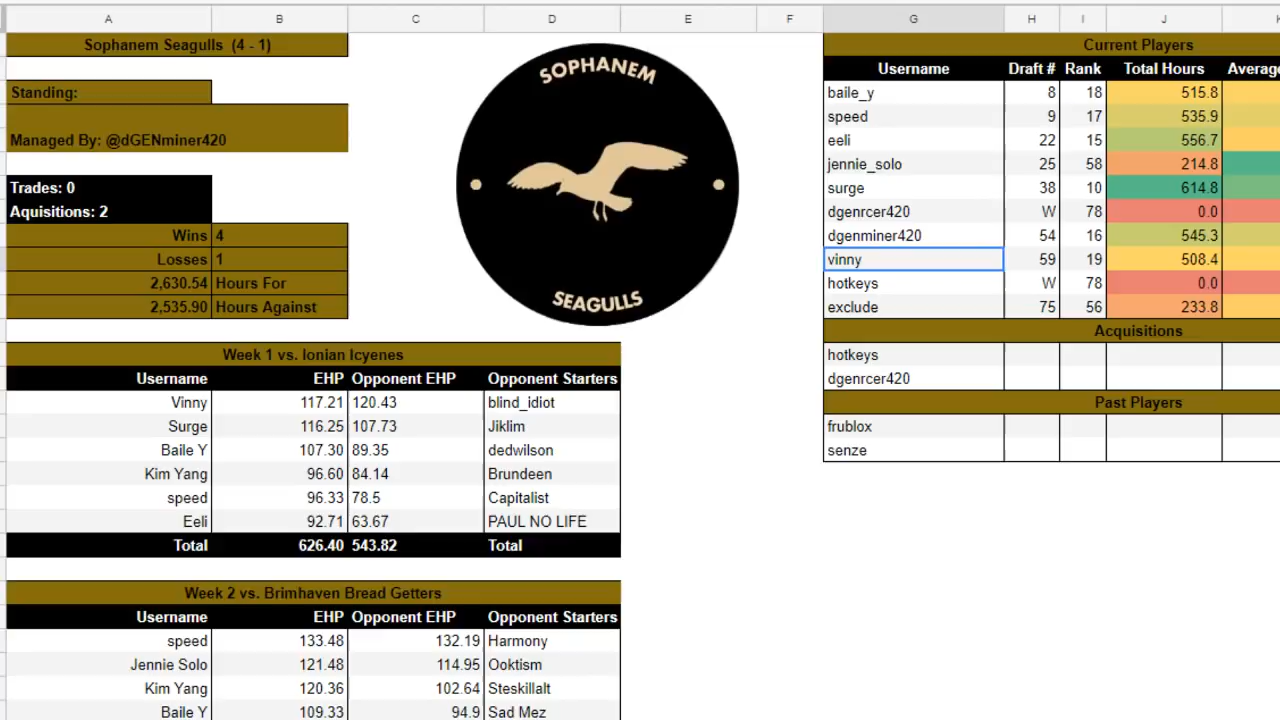 A B C D E F G H I J
Sophanem Seagulls (4 - 1)
Standing:
Managed By: @dGENminer420
Trades: 0
Aquisitions: 2
Wins 4
Losses 1
2,630.54 Hours For
2,535.90 Hours Against
SOPHANEM
SEAGULLS
Week 1 vs. Ionian Icyenes
Username EHP Opponent EHP Opponent Starters
Vinny 117.21 120.43 blind_idiot
Surge 116.25 107.73 Jiklim
Baile Y 107.30 89.35 dedwilson
Kim Yang 96.60 84.14 Brundeen
speed 96.33 78.5 Capitalist
Eeli 92.71 63.67 PAUL NO LIFE
Total 626.40 543.82 Total
Week 2 vs. Brimhaven Bread Getters
Username EHP Opponent EHP Opponent Starters
speed 133.48 132.19 Harmony
Jennie Solo 121.48 114.95 Ooktism
Kim Yang 120.36 102.64 Steskillalt
Baile Y 109.33 94.9 Sad Mez
Current Players
Username Draft # Rank Total Hours Average
baile_y 8 18 515.8
speed 9 17 535.9
eeli 22 15 556.7
jennie_solo 25 58 214.8
surge 38 10 614.8
dgenrcer420 W 78 0.0
dgenminer420 54 16 545.3
vinny 59 19 508.4
hotkeys W 78 0.0
exclude 75 56 233.8
Acquisitions
hotkeys
dgenrcer420
Past Players
frublox
senze